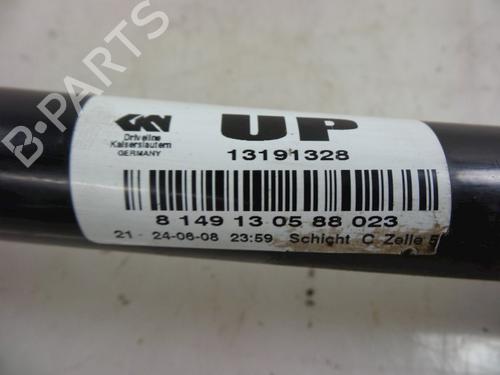 B-PARTS
GKN
Driveline
Kaiserslautern
GERMANY
UP
13191328
8 149 13 05 88 023
21 - 24-06-08 23:59 Schicht C Zelle 5